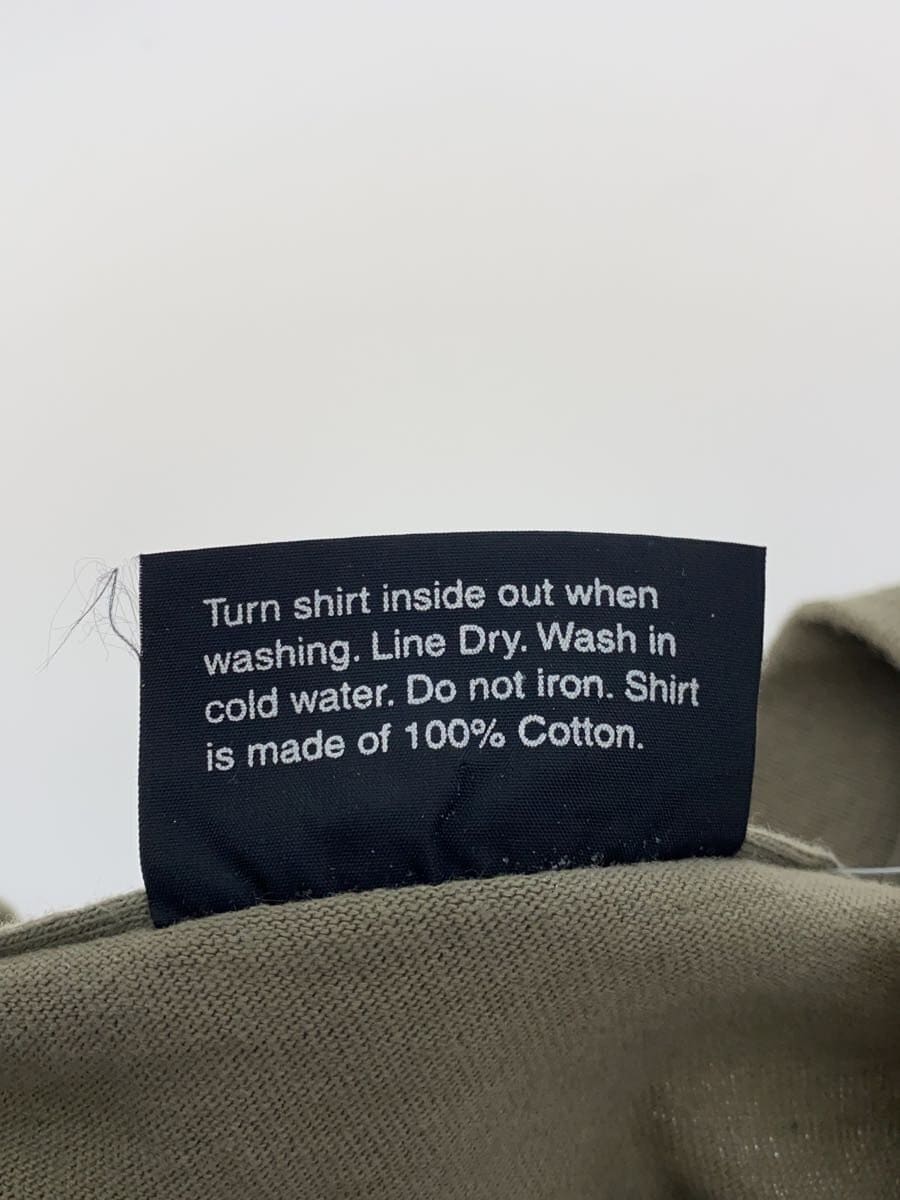 Turn shirt inside out when
washing. Line Dry. Wash in
cold water. Do not iron. Shirt
is made of 100% Cotton.